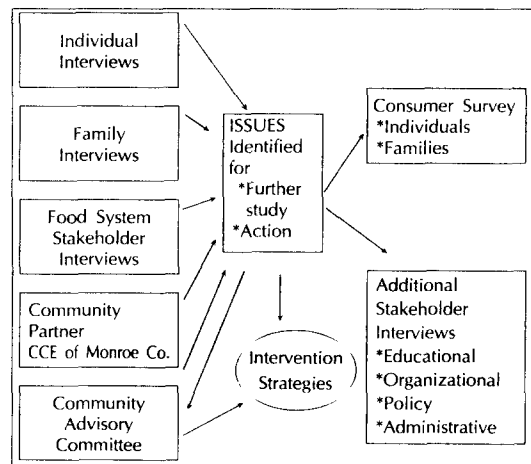 Individual
Interviews
Family
Interviews
Food System
Stakeholder
Interviews
Community
Partner
CCE of Monroe Co.
Community
Advisory
Committee
ISSUES
Identified
for
*Further
study
*Action
Intervention
Strategies
Consumer Survey
*Individuals
*Families
Additional
Stakeholder
Interviews
*Educational
*Organizational
*Policy
*Administrative